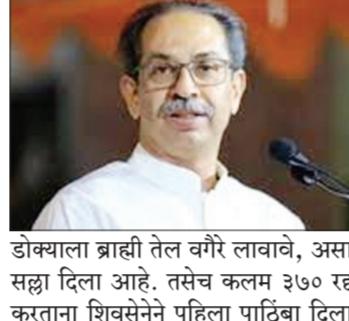 डोक्याला ब्राह्मी तेल वगैरे लावावे, असा
सल्ला दिला आहे. तसेच कलम ३७० रद्द
करताना शिवसेनेने पहिला पाठिंबा दिला